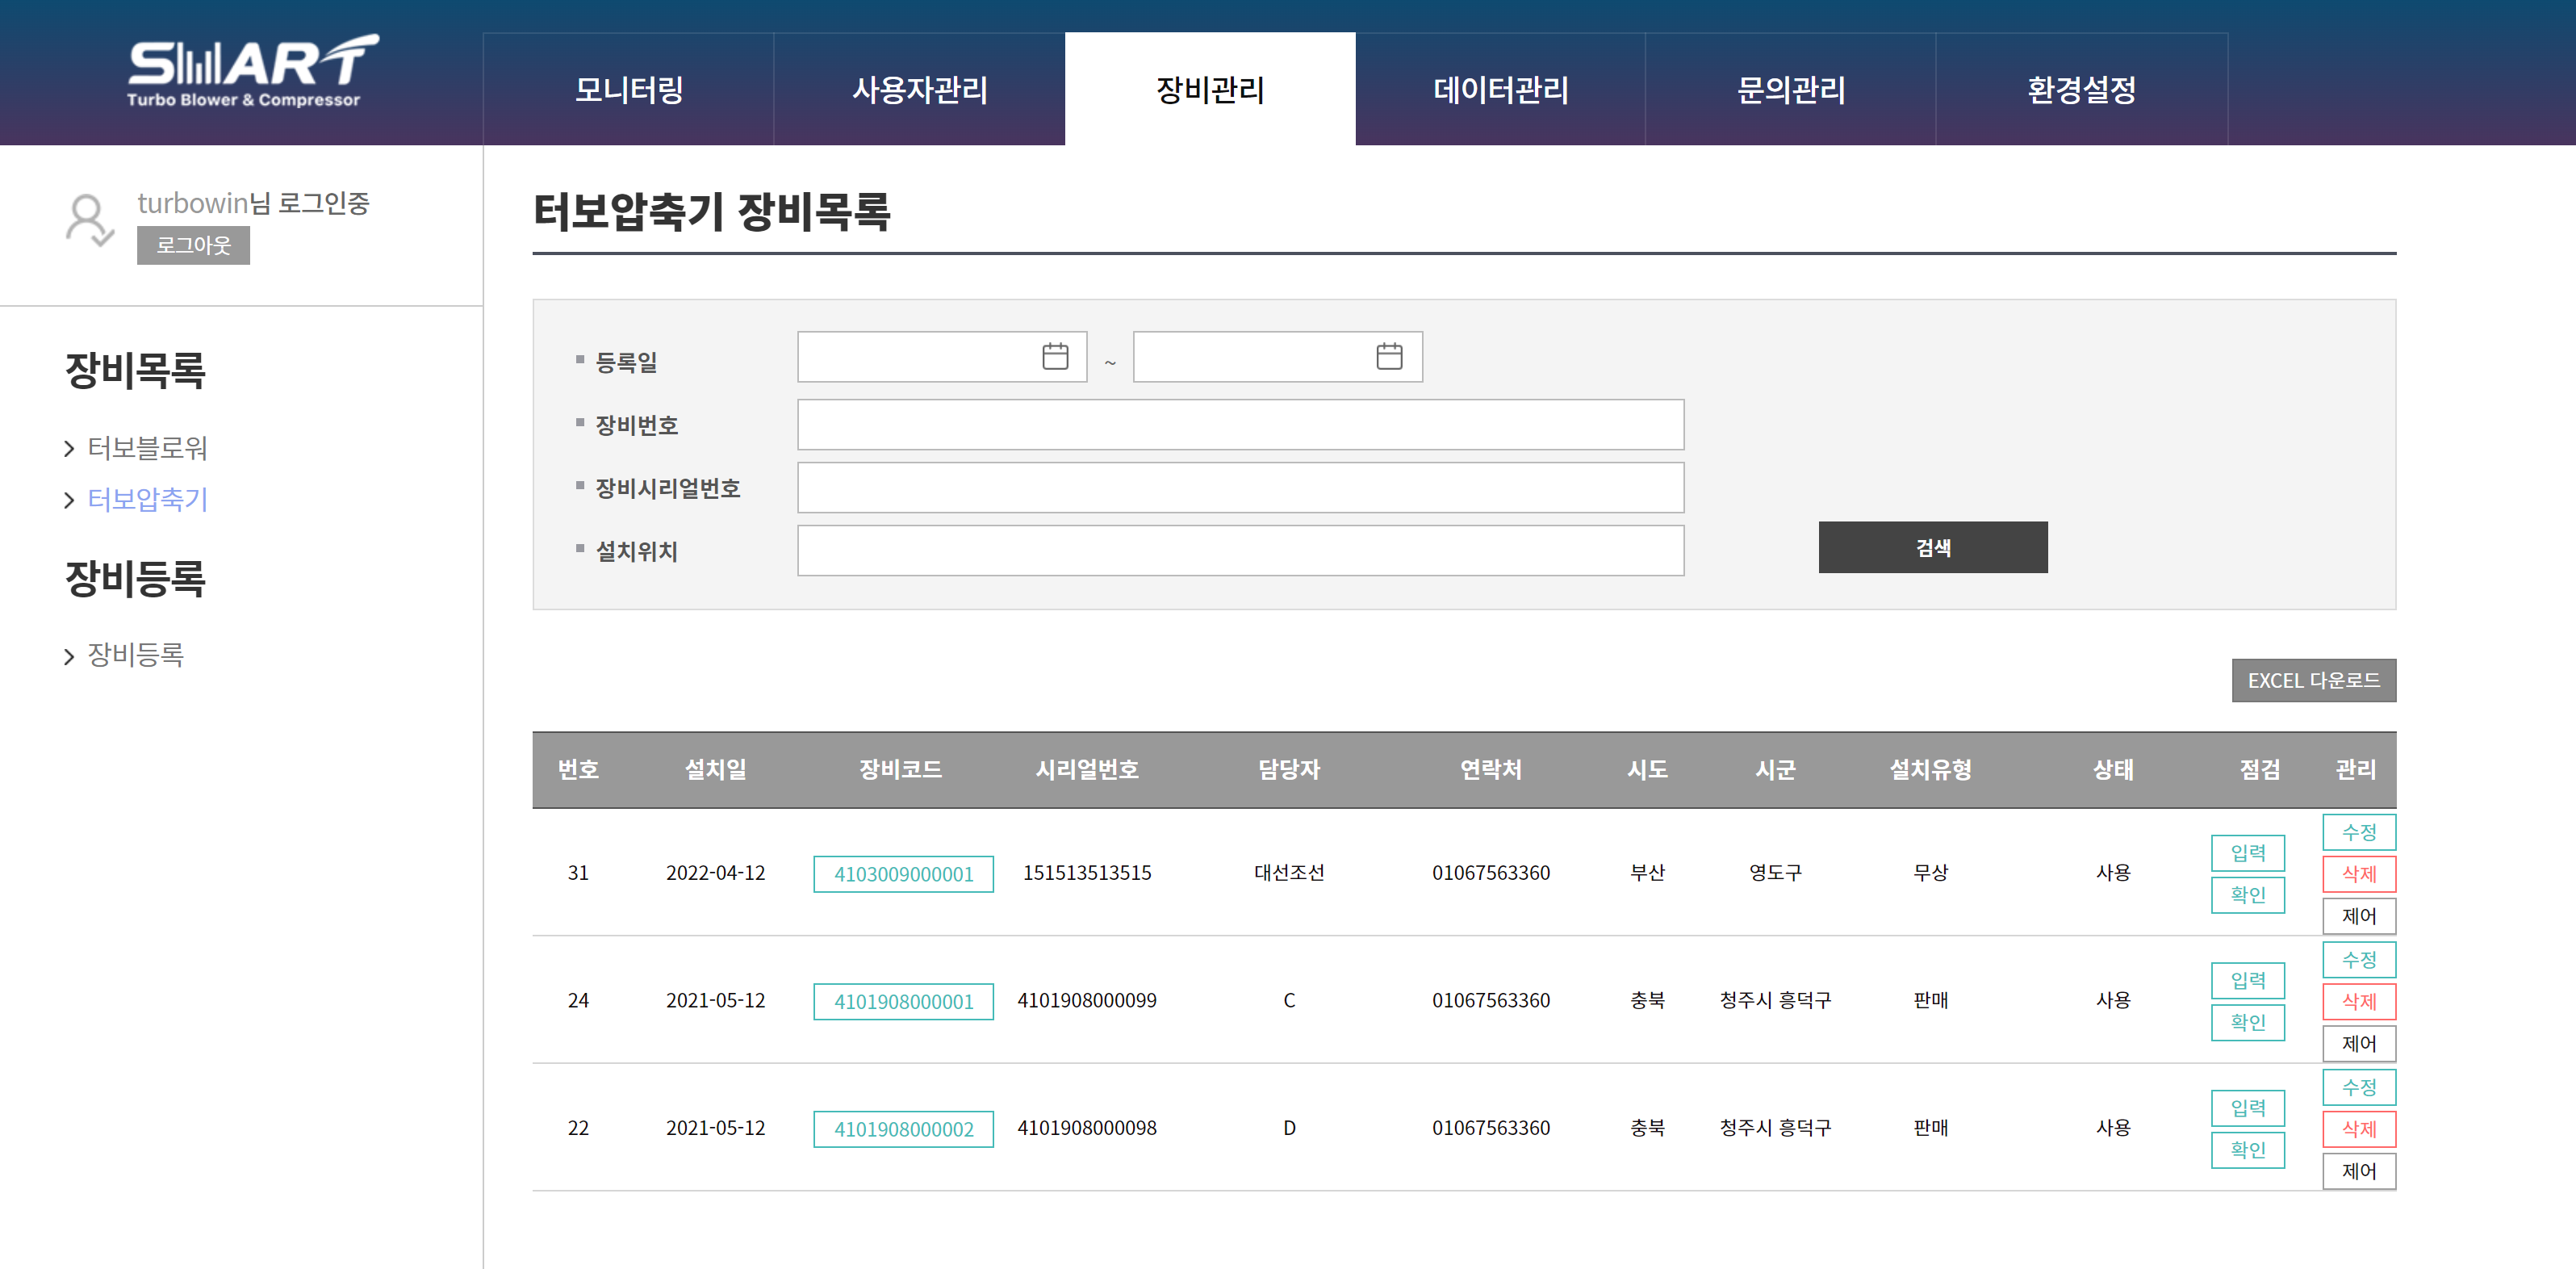 SMART
Turbo Blower & Compressor
모니터링 사용자관리 장비관리 데이터관리 문의관리 환경설정
turbowin님 로그인중
로그아웃
장비목록
터보블로워
터보압축기
장비등록
장비등록
터보압축기 장비목록
등록일 ~
장비번호
장비시리얼번호
설치위치
검색
EXCEL 다운로드
번호 설치일 장비코드 시리얼번호 담당자 연락처 시도 시군 설치유형 상태 점검 관리
31 2022-04-12 4103009000001 151513513515 대선조선 01067563360 부산 영도구 무상 사용 입력 확인 수정 삭제 제어
24 2021-05-12 4101908000001 4101908000099 C 01067563360 충북 청주시 흥덕구 판매 사용 입력 확인 수정 삭제 제어
22 2021-05-12 4101908000002 4101908000098 D 01067563360 충북 청주시 흥덕구 판매 사용 입력 확인 수정 삭제 제어